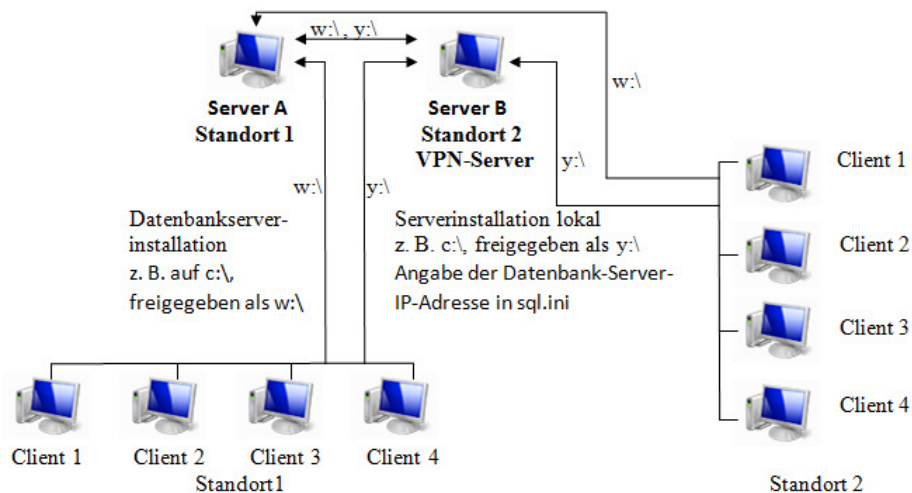 w:\ , y:\
Server A
Standort 1
Server B
Standort 2
VPN-Server
w:\
w:\
y:\
y:\
Datenbankserver-
installation
z. B. auf c:\,
freigegeben als w:\
Serverinstallation lokal
z. B. c:\, freigegeben als y:\
Angabe der Datenbank-Server-
IP-Adresse in sql.ini
Client 1
Client 2
Client 3
Client 4
Client 1
Client 2
Client 3
Client 4
Standort1
Standort 2